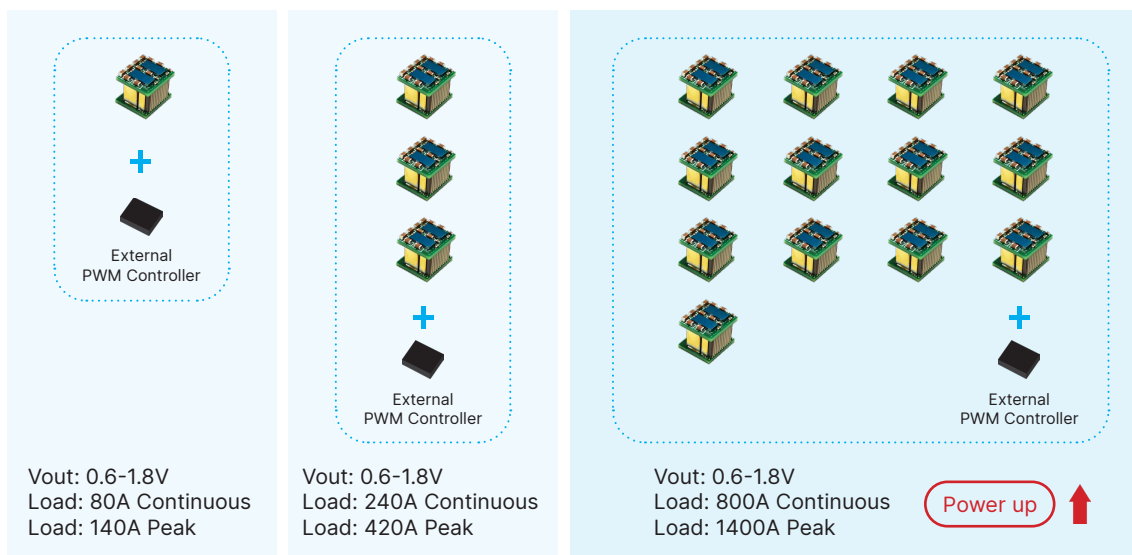 External
PWM Controller
Vout: 0.6-1.8V
Load: 80A Continuous
Load: 140A Peak
External
PWM Controller
Vout: 0.6-1.8V
Load: 240A Continuous
Load: 420A Peak
External
PWM Controller
Vout: 0.6-1.8V
Load: 800A Continuous
Load: 1400A Peak
Power up